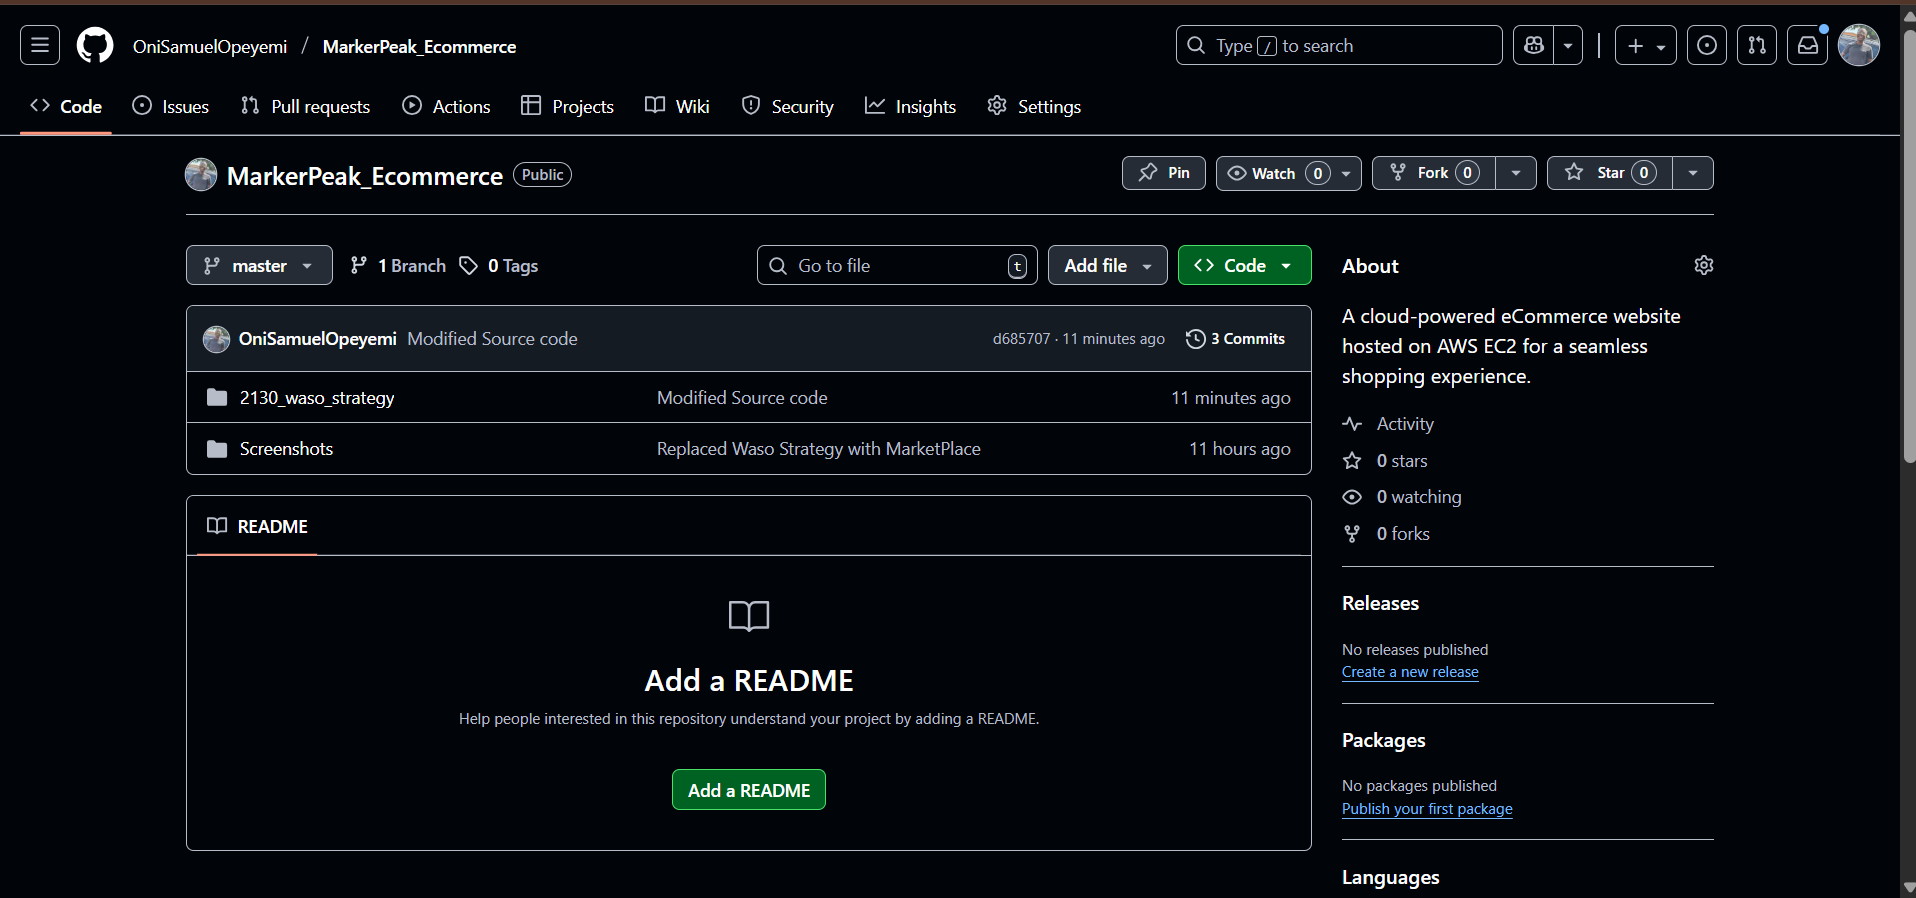 OniSamuelOpeyemi / MarkerPeak_Ecommerce
Type / to search
Code Issues Pull requests Actions Projects Wiki Security Insights Settings
MarkerPeak_Ecommerce Public
Pin Watch 0 Fork 0 Star 0
master 1 Branch 0 Tags Go to file t Add file Code
OniSamuelOpeyemi Modified Source code d685707 · 11 minutes ago 3 Commits
2130_waso_strategy Modified Source code 11 minutes ago
Screenshots Replaced Waso Strategy with MarketPlace 11 hours ago
README
Add a README
Help people interested in this repository understand your project by adding a README.
Add a README
About
A cloud-powered eCommerce website
hosted on AWS EC2 for a seamless
shopping experience.
Activity
0 stars
0 watching
0 forks
Releases
No releases published
Create a new release
Packages
No packages published
Publish your first package
Languages